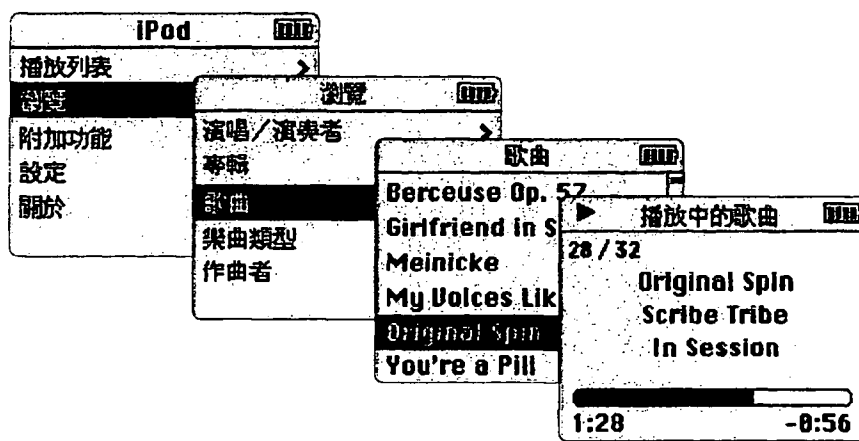 iPod
播放列表
瀏覽
附加功能
設定
關於
瀏覽
演唱／演奏者
專輯
歌曲
樂曲類型
作曲者
歌曲
Berceuse Op. 57
Girlfriend in S
Meinicke
My Voices Lik
Original Spin
You're a Pill
播放中的歌曲
28 / 32
Original Spin
Scribe Tribe
In Session
1:28
-0:56